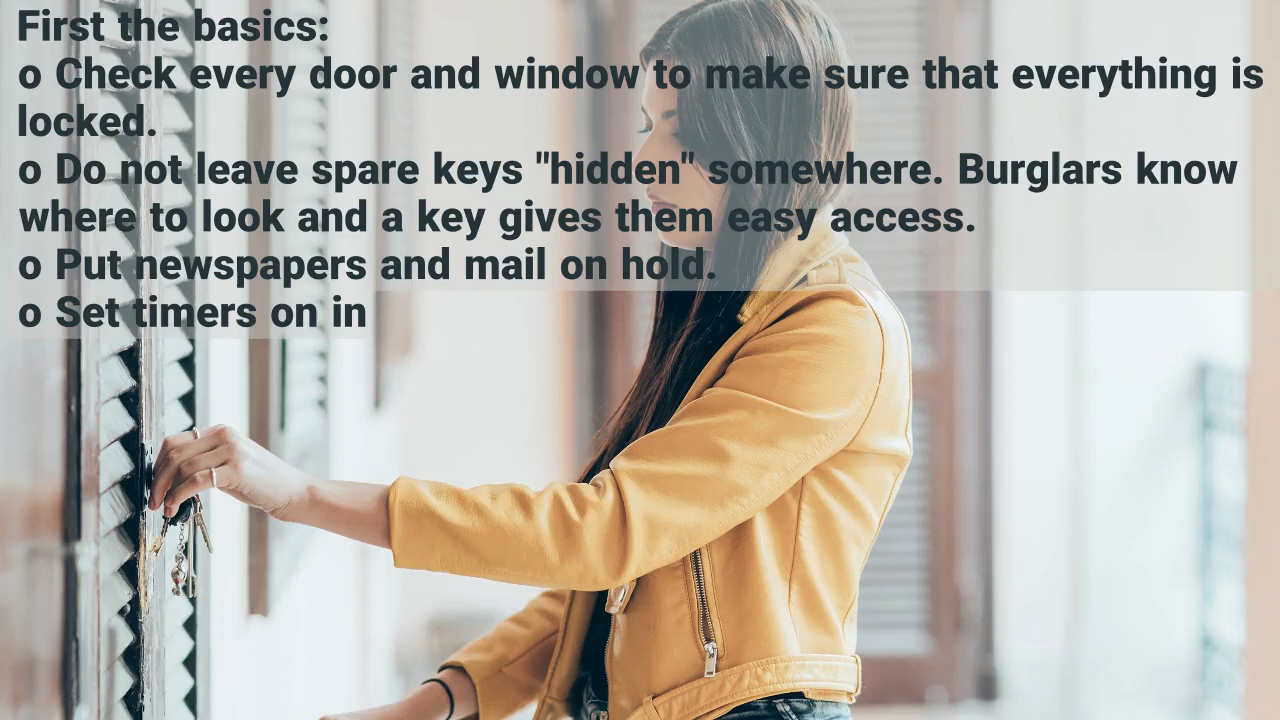 First the basics:
o Check every door and window to make sure that everything is
locked.
o Do not leave spare keys "hidden" somewhere. Burglars know
where to look and a key gives them easy access.
o Put newspapers and mail on hold.
o Set timers on in